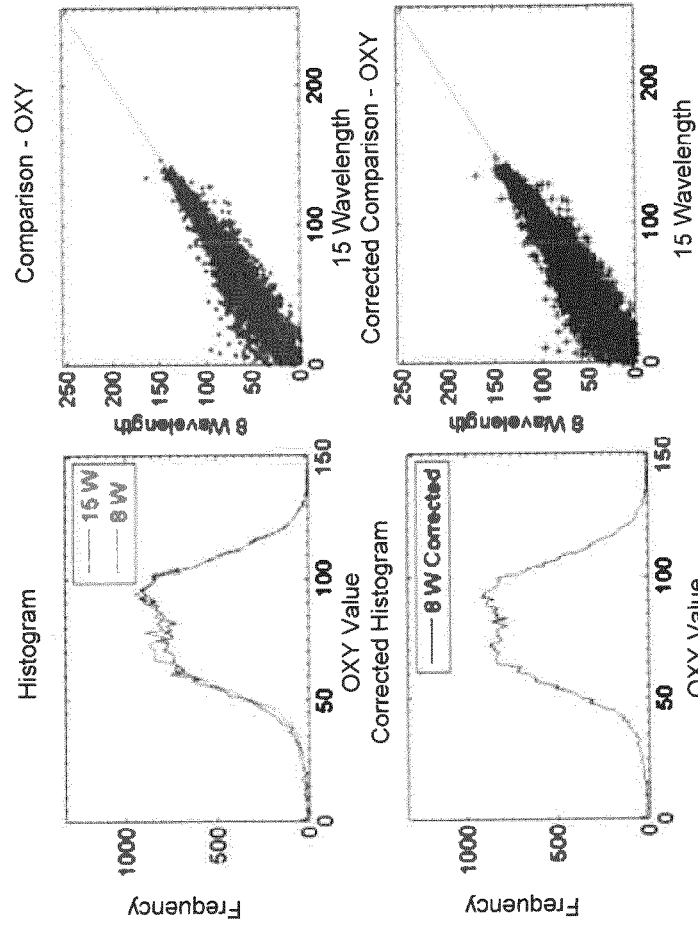 Histogram
1000
500
0
Frequency
15 W
8 W
0
50
100
150
OXY Value
Comparison - OXY
250
200
150
100
50
0
8 Wavelength
0
100
200
15 Wavelength
Corrected Histogram
1000
500
0
Frequency
8 W Corrected
0
50
100
150
OXY Value
Corrected Comparison - OXY
250
200
150
100
50
0
8 Wavelength
0
100
200
15 Wavelength